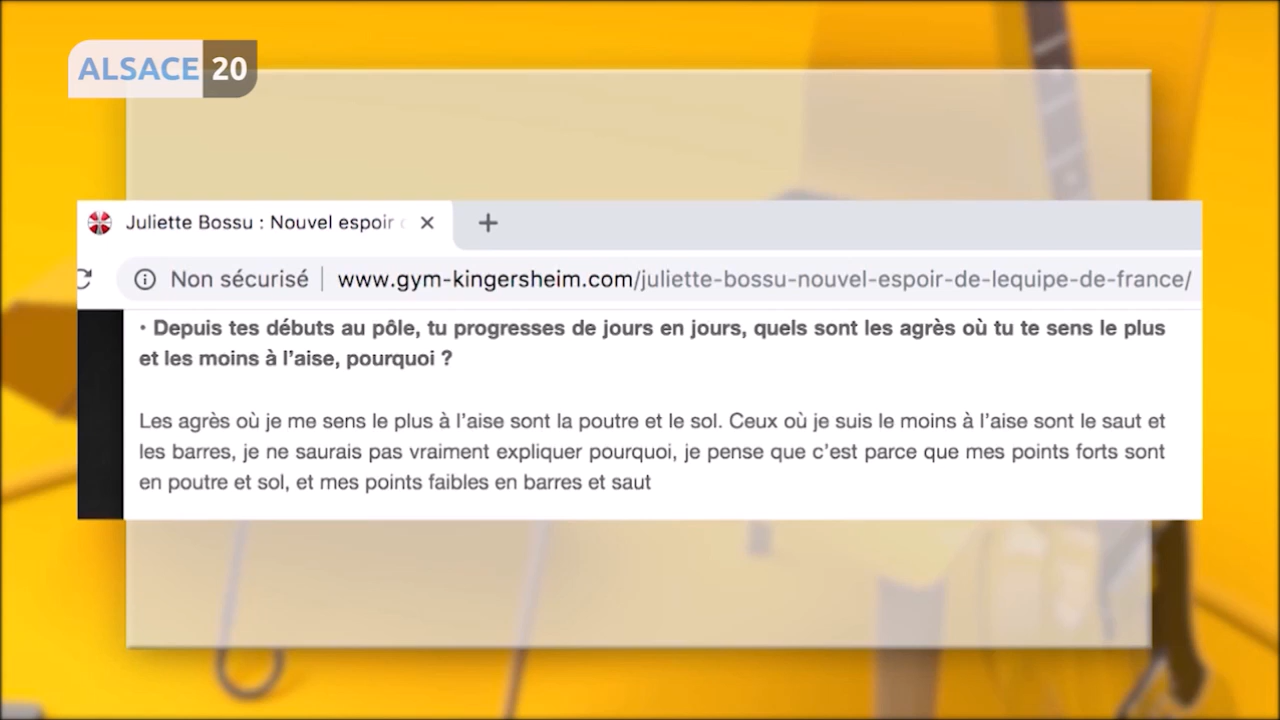 ALSACE 20
Juliette Bossu : Nouvel espoir
Non sécurisé www.gym-kingersheim.com/juliette-bossu-nouvel-espoir-de-lequipe-de-france/
• Depuis tes débuts au pôle, tu progresses de jours en jours, quels sont les agrès où tu te sens le plus
et les moins à l'aise, pourquoi ?
Les agrès où je me sens le plus à l'aise sont la poutre et le sol. Ceux où je suis le moins à l'aise sont le saut et
les barres, je ne saurais pas vraiment expliquer pourquoi, je pense que c'est parce que mes points forts sont
en poutre et sol, et mes points faibles en barres et saut